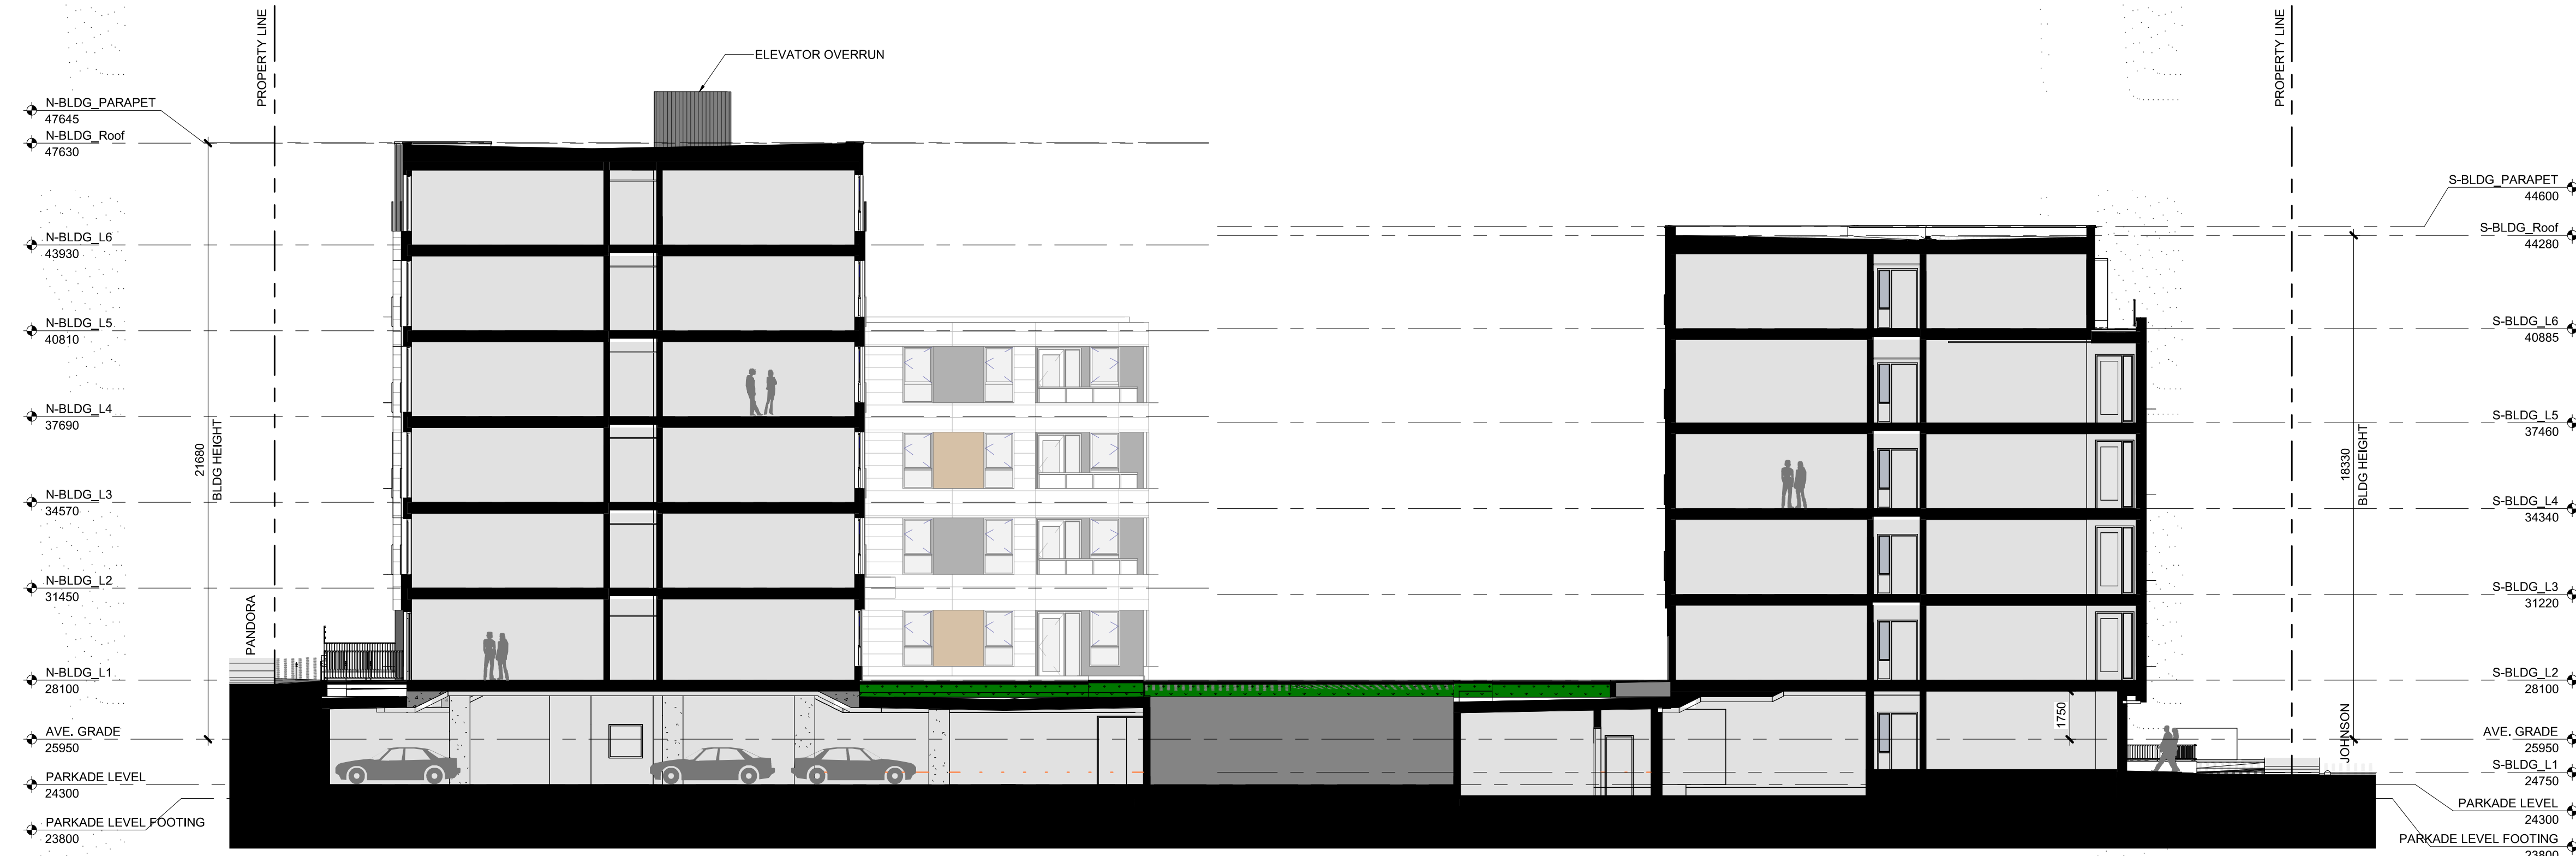 PROPERTY LINE
ELEVATOR OVERRUN
PROPERTY LINE
N-BLDG_PARAPET
47645
N-BLDG_Roof
47630
N-BLDG_L6
43930
N-BLDG_L5
40810
N-BLDG_L4
37690
21680
BLDG HEIGHT
N-BLDG_L3
34570
N-BLDG_L2
31450
PANDORA
N-BLDG_L1
28100
AVE. GRADE
25950
PARKADE LEVEL
24300
PARKADE LEVEL FOOTING
23800
S-BLDG_PARAPET
44600
S-BLDG_Roof
44280
S-BLDG_L6
40885
S-BLDG_L5
37460
18330
BLDG HEIGHT
S-BLDG_L4
34340
S-BLDG_L3
31220
S-BLDG_L2
28100
1750
JOHNSON
AVE. GRADE
25950
S-BLDG_L1
24750
PARKADE LEVEL
24300
PARKADE LEVEL FOOTING
23800